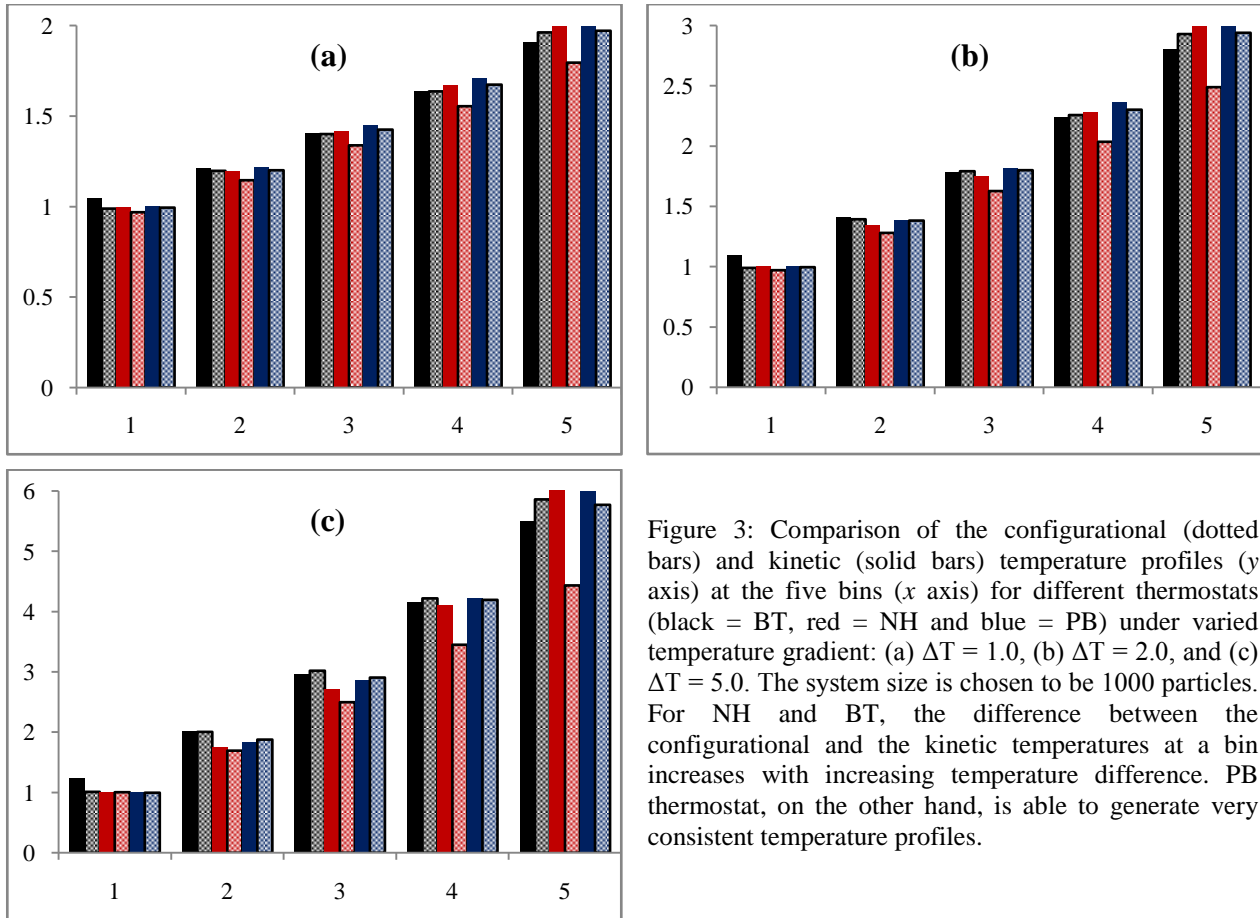 2
1.5
1
0.5
0
(a)
1 2 3 4 5
3
2.5
2
1.5
1
0.5
0
(b)
1 2 3 4 5
6
5
4
3
2
1
0
(c)
1 2 3 4 5
Figure 3: Comparison of the configurational (dotted
bars) and kinetic (solid bars) temperature profiles (y
axis) at the five bins (x axis) for different thermostats
(black = BT, red = NH and blue = PB) under varied
temperature gradient: (a) ΔT = 1.0, (b) ΔT = 2.0, and (c)
ΔT = 5.0. The system size is chosen to be 1000 particles.
For NH and BT, the difference between the
configurational and the kinetic temperatures at a bin
increases with increasing temperature difference. PB
thermostat, on the other hand, is able to generate very
consistent temperature profiles.